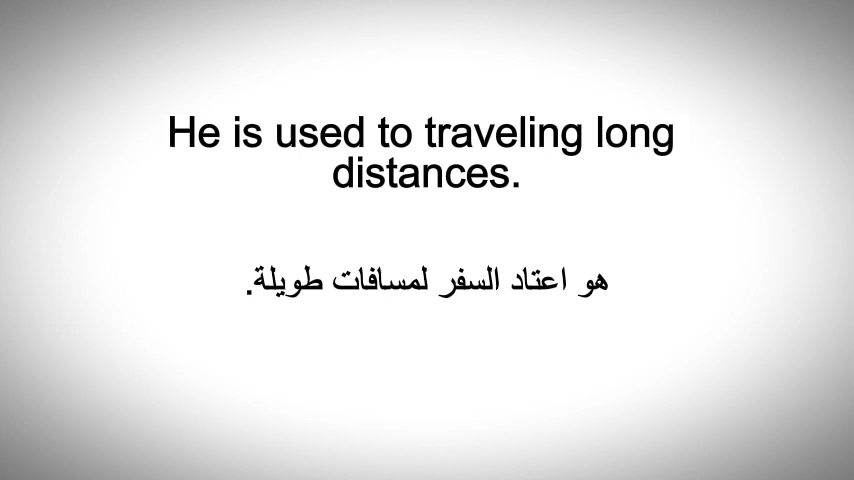 He is used to traveling long
distances.
هو اعتاد السفر لمسافات طويلة.